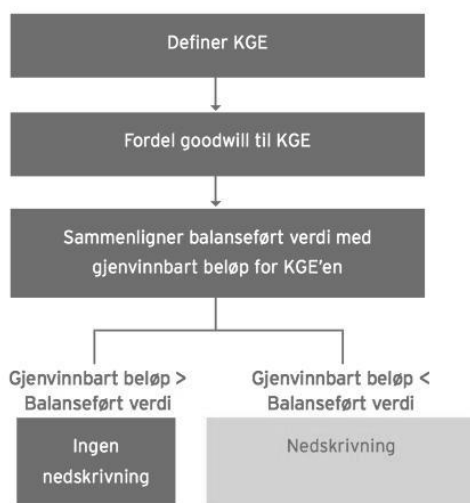 Definer KGE
Fordel goodwill til KGE
Sammenligner balanseført verdi med
gjenvinnbart beløp for KGE'en
Gjenvinnbart beløp >
Balanseført verdi
Gjenvinnbart beløp <
Balanseført verdi
Ingen
nedskrivning
Nedskrivning